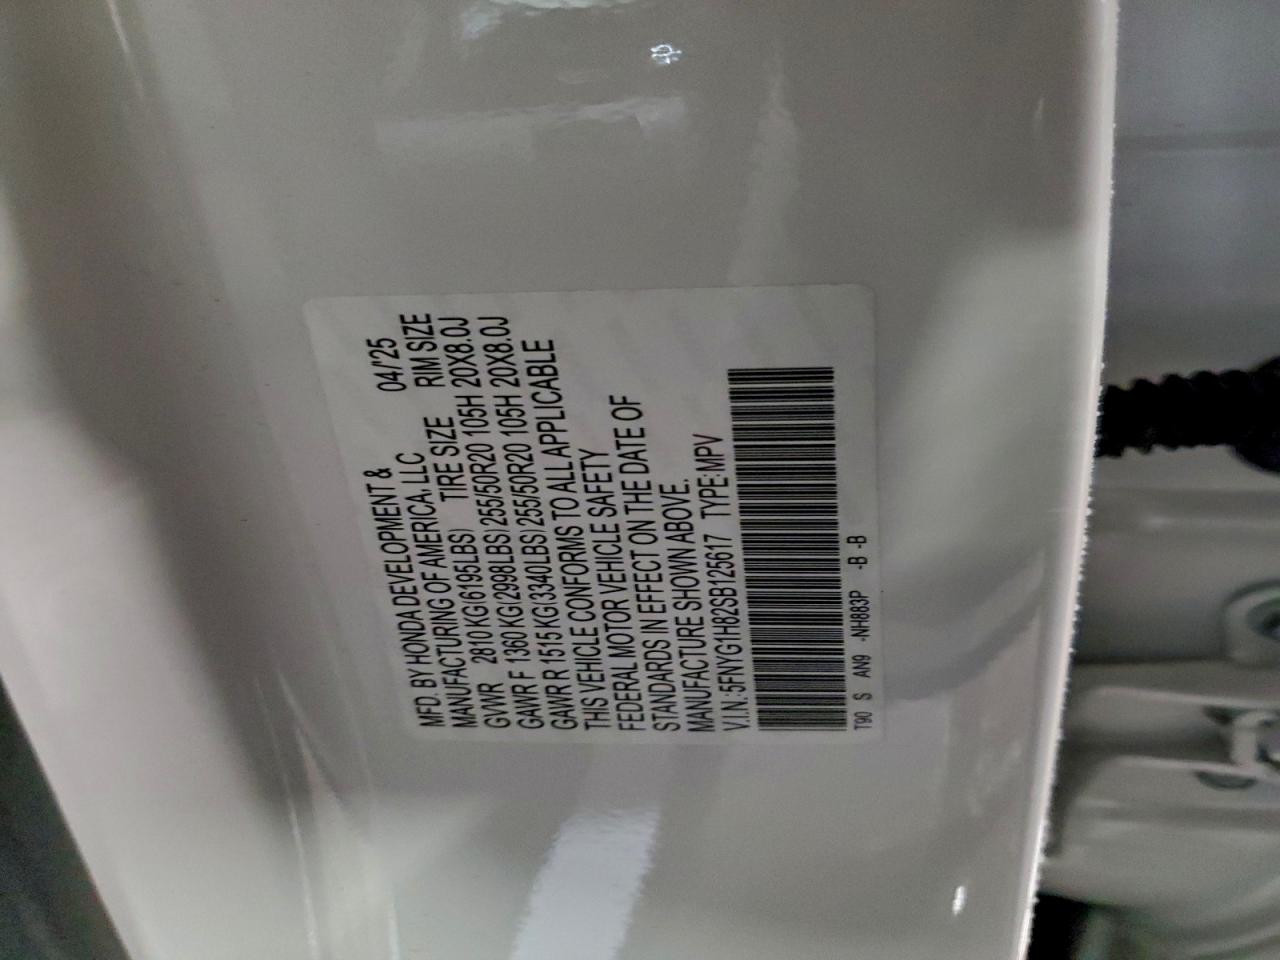 MFD. BY HONDA DEVELOPMENT & 04/'25
MANUFACTURING OF AMERICA, LLC
TIRE SIZE RIM SIZE
GVWR 2810 KG(6195LBS)
GAWR F 1360 KG(2998LBS) 255/50R20 105H 20X8.0J
GAWR R 1515 KG(3340LBS) 255/50R20 105H 20X8.0J
THIS VEHICLE CONFORMS TO ALL APPLICABLE
FEDERAL MOTOR VEHICLE SAFETY
STANDARDS IN EFFECT ON THE DATE OF
MANUFACTURE SHOWN ABOVE.
V.I.N.:5FNYG1H82SB125617 TYPE:MPV
T90 S AN9 -NH883P -B -B